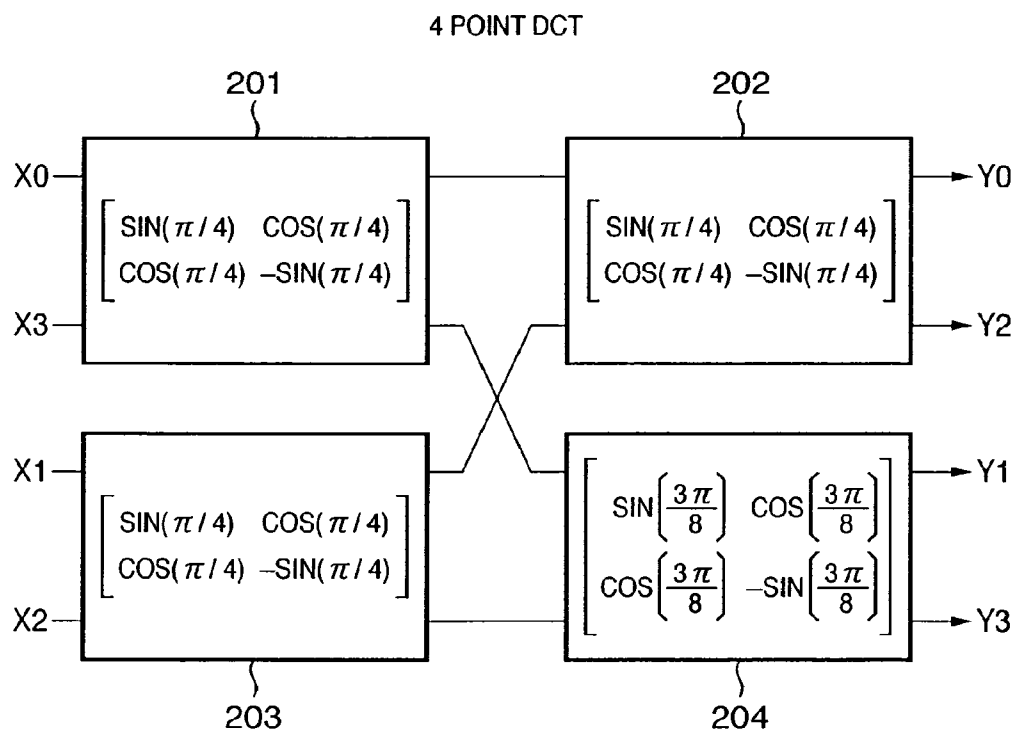 4 POINT DCT
201
202
X0
SIN(π/4) COS(π/4)
COS(π/4) –SIN(π/4)
X3
SIN(π/4) COS(π/4)
COS(π/4) –SIN(π/4)
Y0
Y2
X1
SIN(π/4) COS(π/4)
COS(π/4) –SIN(π/4)
X2
SIN(3π/8) COS(3π/8)
COS(3π/8) –SIN(3π/8)
Y1
Y3
203
204